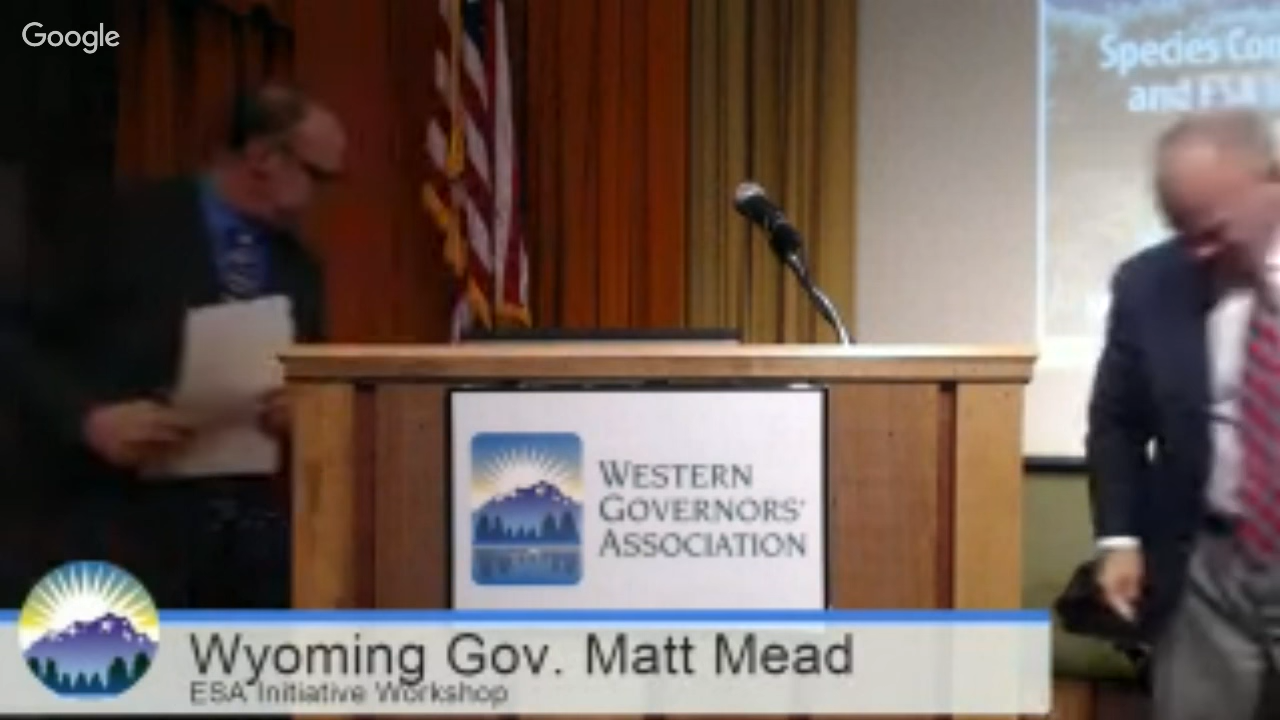 Google
Species Con
and ESA I
WESTERN
GOVERNORS'
ASSOCIATION
Wyoming Gov. Matt Mead
ESA Initiative Workshop